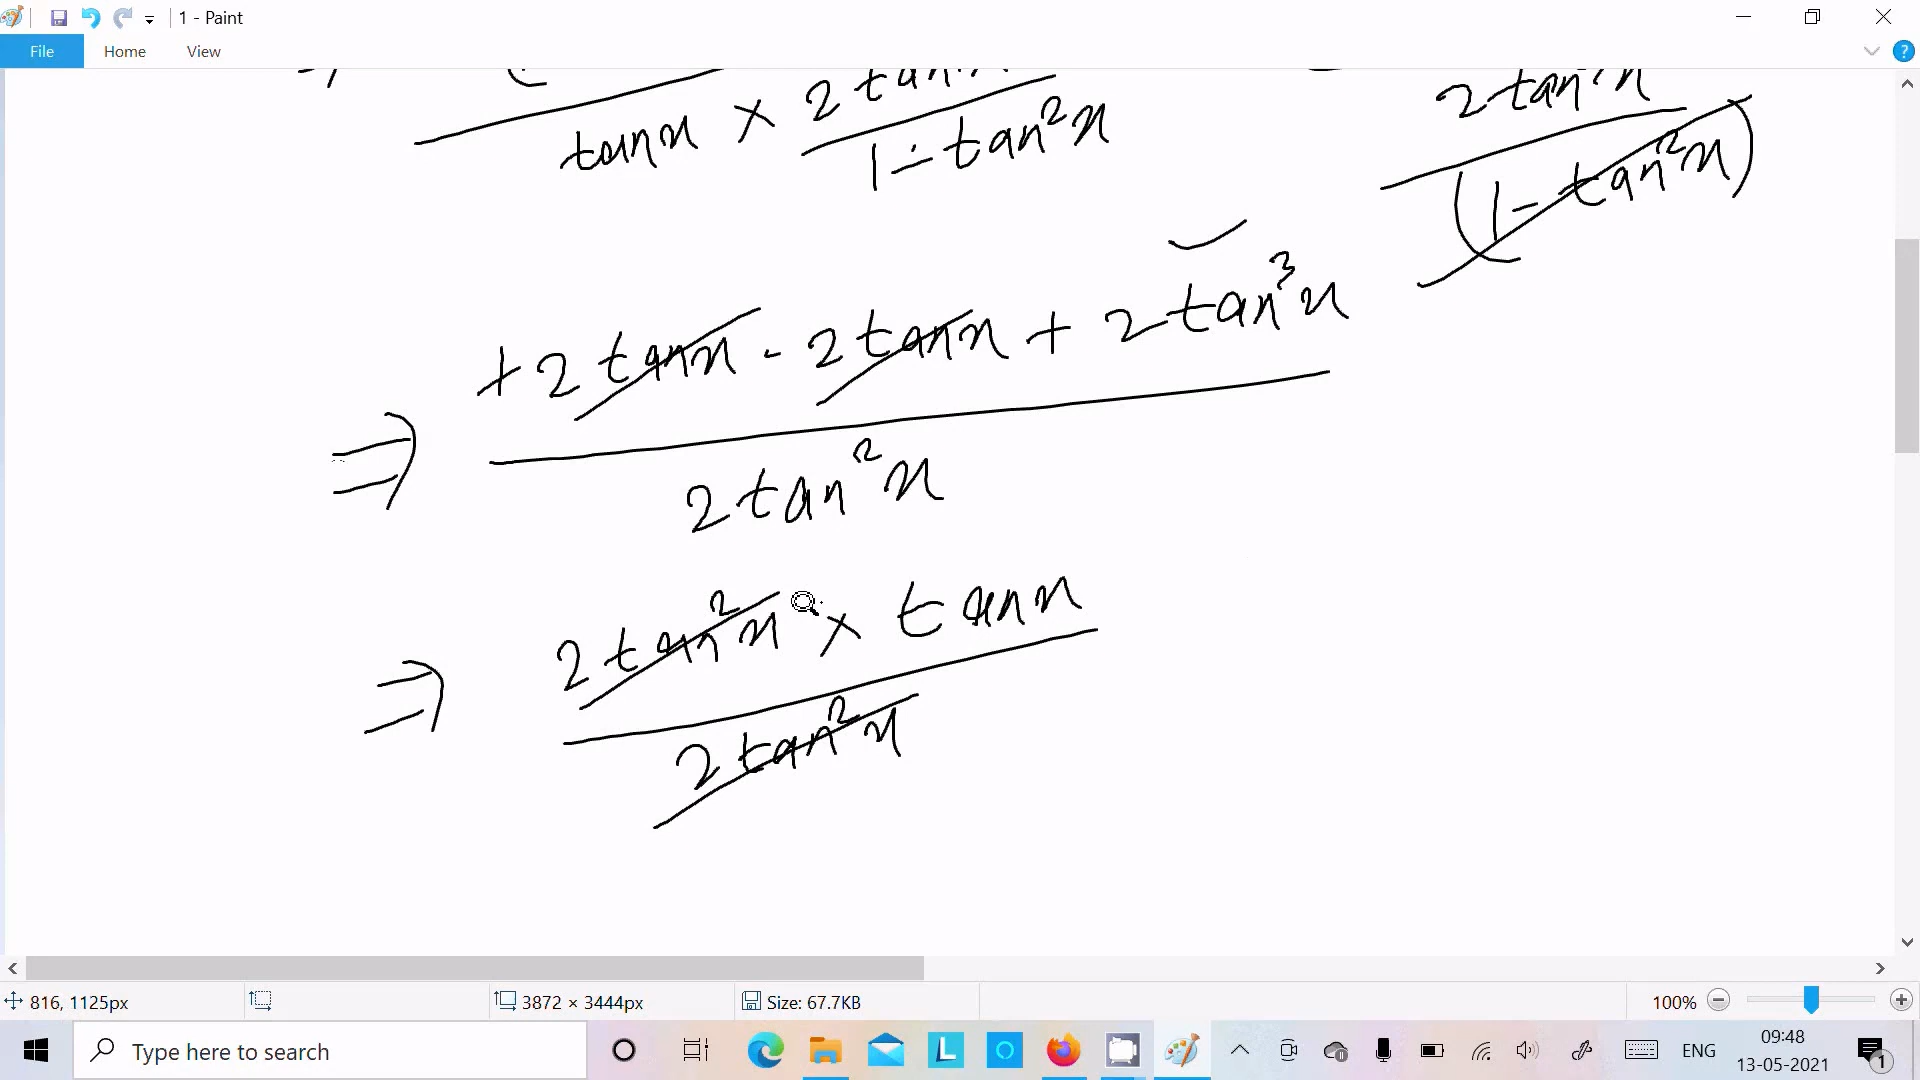 1 - Paint
File Home View
tanx × 2tan
1 - tan²x
2tan x
(1 - tan²x)
+2tanx - 2tanx + 2tan³x
⇒
2tan²x
⇒ 2tan²x × tanx
2tan²x
816, 1125px 3872 × 3444px Size: 67.7KB 100%
Type here to search ENG 09:48
13-05-2021 1